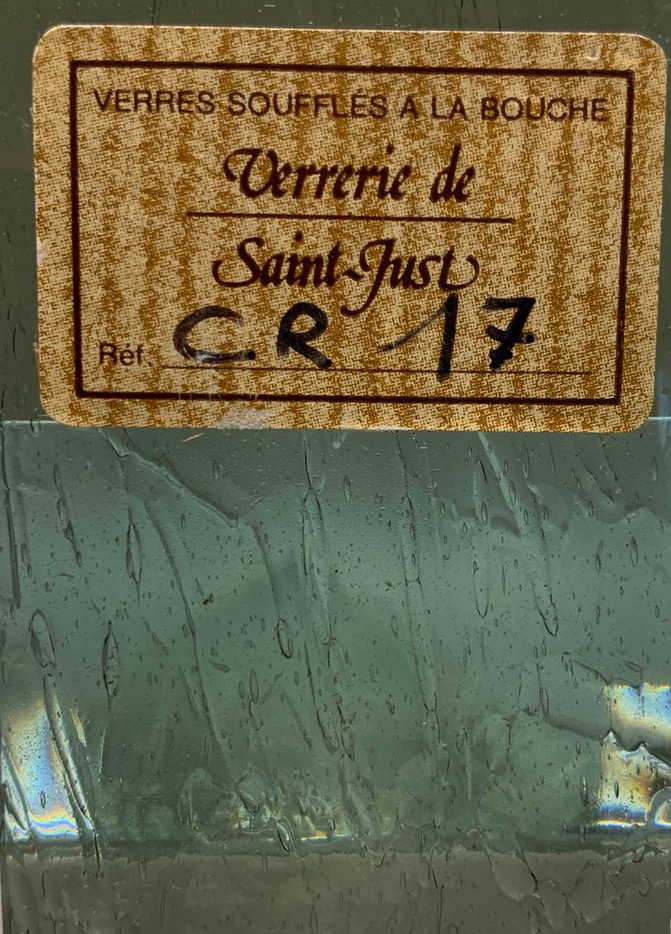 VERRES SOUFFLÉS A LA BOUCHE
Verrerie de
Saint-Just
Réf. CR-17